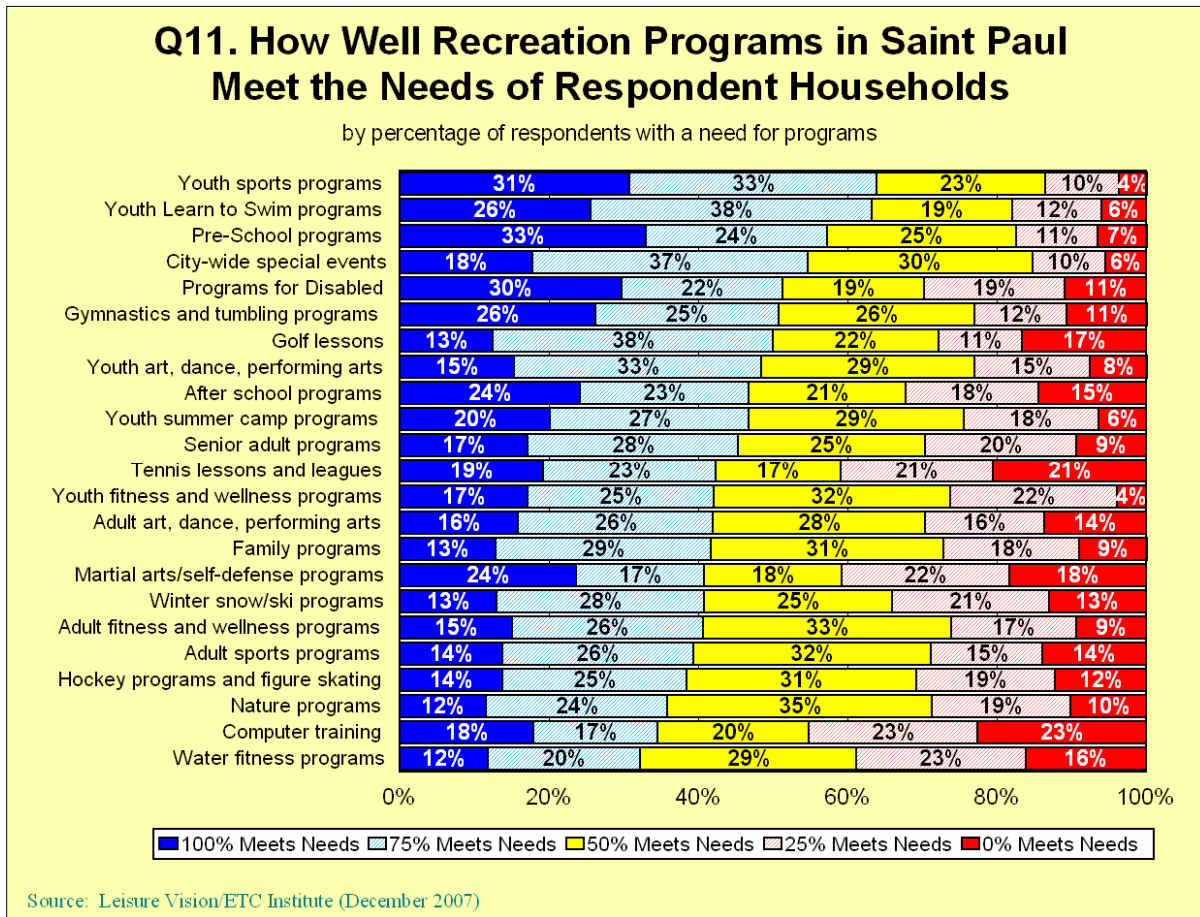 Q11. How Well Recreation Programs in Saint Paul
Meet the Needs of Respondent Households
by percentage of respondents with a need for programs
Youth sports programs 31% 33% 23% 10% 4%
Youth Learn to Swim programs 26% 38% 19% 12% 6%
Pre-School programs 33% 24% 25% 11% 7%
City-wide special events 18% 37% 30% 10% 6%
Programs for Disabled 30% 22% 19% 19% 11%
Gymnastics and tumbling programs 26% 25% 26% 12% 11%
Golf lessons 13% 38% 22% 11% 17%
Youth art, dance, performing arts 15% 33% 29% 15% 8%
After school programs 24% 23% 21% 18% 15%
Youth summer camp programs 20% 27% 29% 18% 6%
Senior adult programs 17% 28% 25% 20% 9%
Tennis lessons and leagues 19% 23% 17% 21% 21%
Youth fitness and wellness programs 17% 25% 32% 22% 4%
Adult art, dance, performing arts 16% 26% 28% 16% 14%
Family programs 13% 29% 31% 18% 9%
Martial arts/self-defense programs 24% 17% 18% 22% 18%
Winter snow/ski programs 13% 28% 25% 21% 13%
Adult fitness and wellness programs 15% 26% 33% 17% 9%
Adult sports programs 14% 26% 32% 15% 14%
Hockey programs and figure skating 14% 25% 31% 19% 12%
Nature programs 12% 24% 35% 19% 10%
Computer training 18% 17% 20% 23% 23%
Water fitness programs 12% 20% 29% 23% 16%
0% 20% 40% 60% 80% 100%
100% Meets Needs 75% Meets Needs 50% Meets Needs 25% Meets Needs 0% Meets Needs
Source: Leisure Vision/ETC Institute (December 2007)